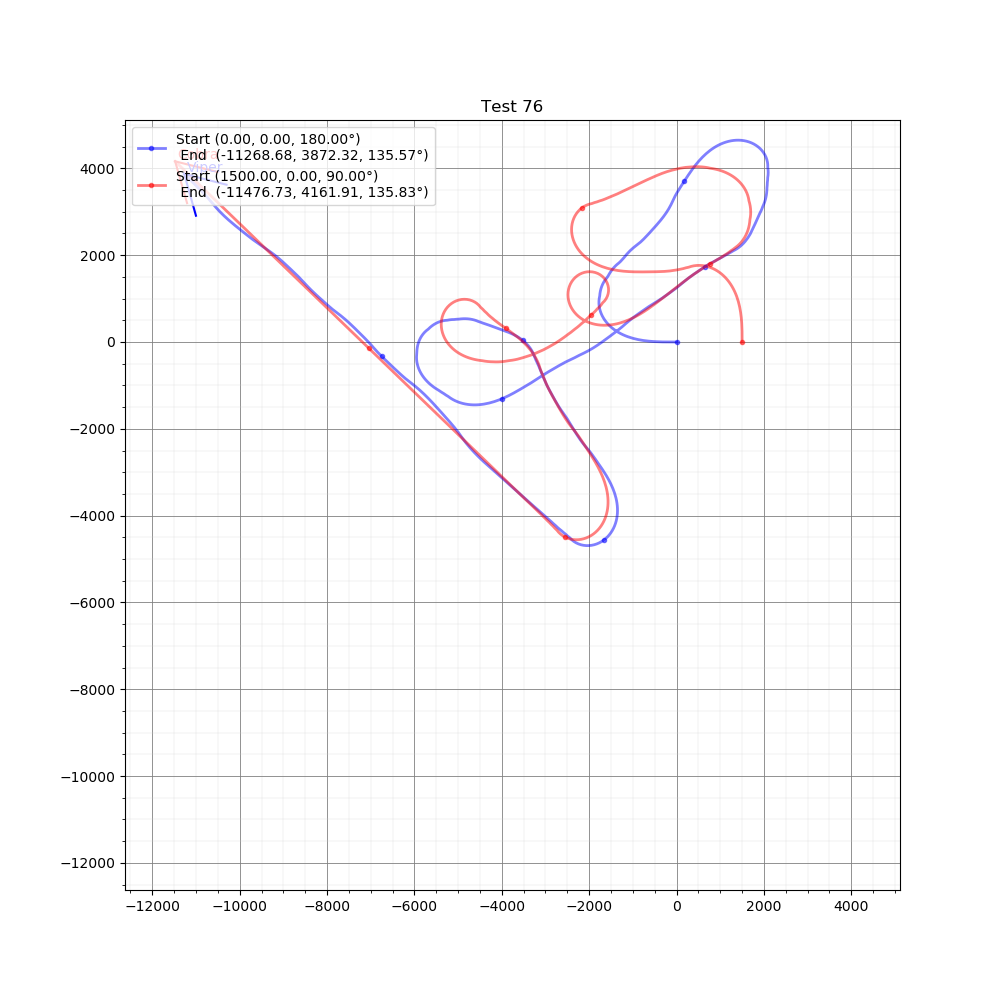 Test 76
Start (0.00, 0.00, 180.00°)
End (-11268.68, 3872.32, 135.57°)
Start (1500.00, 0.00, 90.00°)
End (-11476.73, 4161.91, 135.83°)
Viper
4000
2000
0
−2000
−4000
−6000
−8000
−10000
−12000
−12000 −10000 −8000 −6000 −4000 −2000 0 2000 4000